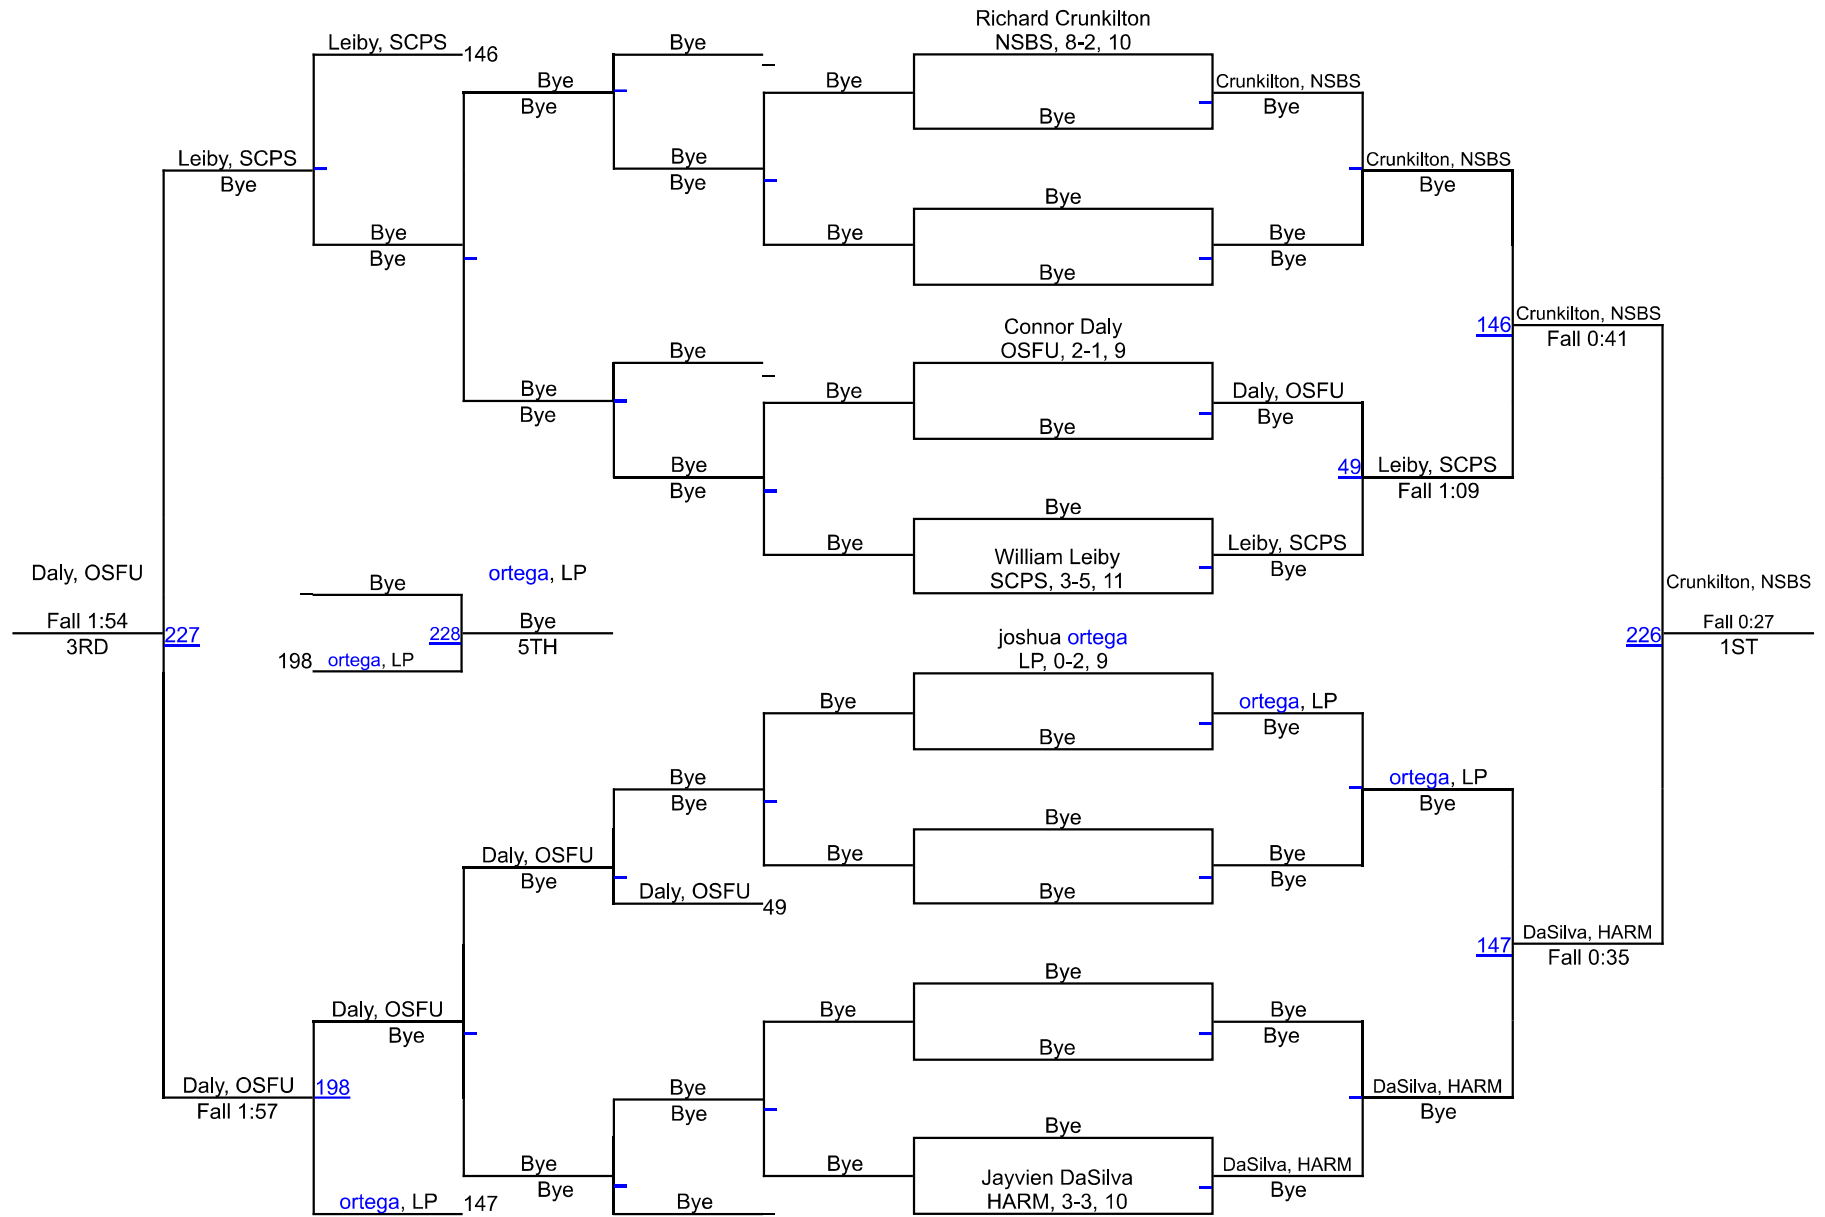 Richard Crunkilton
Leiby, SCPS
146
Bye
NSBS, 8-2, 10
Bye
Bye
Bye
Crunkilton, NSBS
Bye
Bye
Bye
Leiby, SCPS
Bye
Bye
Bye
Crunkilton, NSBS
Bye
Bye
Bye
Bye
Bye
Bye
Bye
Bye
Bye
Connor Daly
146
Crunkilton, NSBS
Bye
OSFU, 2-1, 9
Fall 0:41
Bye
Bye
Bye
Daly, OSFU
Bye
Bye
Bye
Bye
49
Leiby, SCPS
Fall 1:09
Bye
Bye
William Leiby
Leiby, SCPS
SCPS, 3-5, 11
Bye
Daly, OSFU
Bye
ortega, LP
Crunkilton, NSBS
Fall 1:54
227
3RD
228
Bye
5TH
198
ortega, LP
joshua ortega
LP, 0-2, 9
226
Fall 0:27
1ST
Bye
ortega, LP
Bye
Bye
Bye
Bye
ortega, LP
Bye
Bye
Daly, OSFU
Bye
Bye
Bye
Bye
Daly, OSFU
49
Bye
147
DaSilva, HARM
Fall 0:35
Bye
Daly, OSFU
Bye
Bye
Bye
Bye
Bye
Daly, OSFU
198
Fall 1:57
Bye
Bye
DaSilva, HARM
Bye
Bye
Bye
Bye
Bye
Jayvien DaSilva
DaSilva, HARM
Bye
ortega, LP
147
Bye
HARM, 3-3, 10